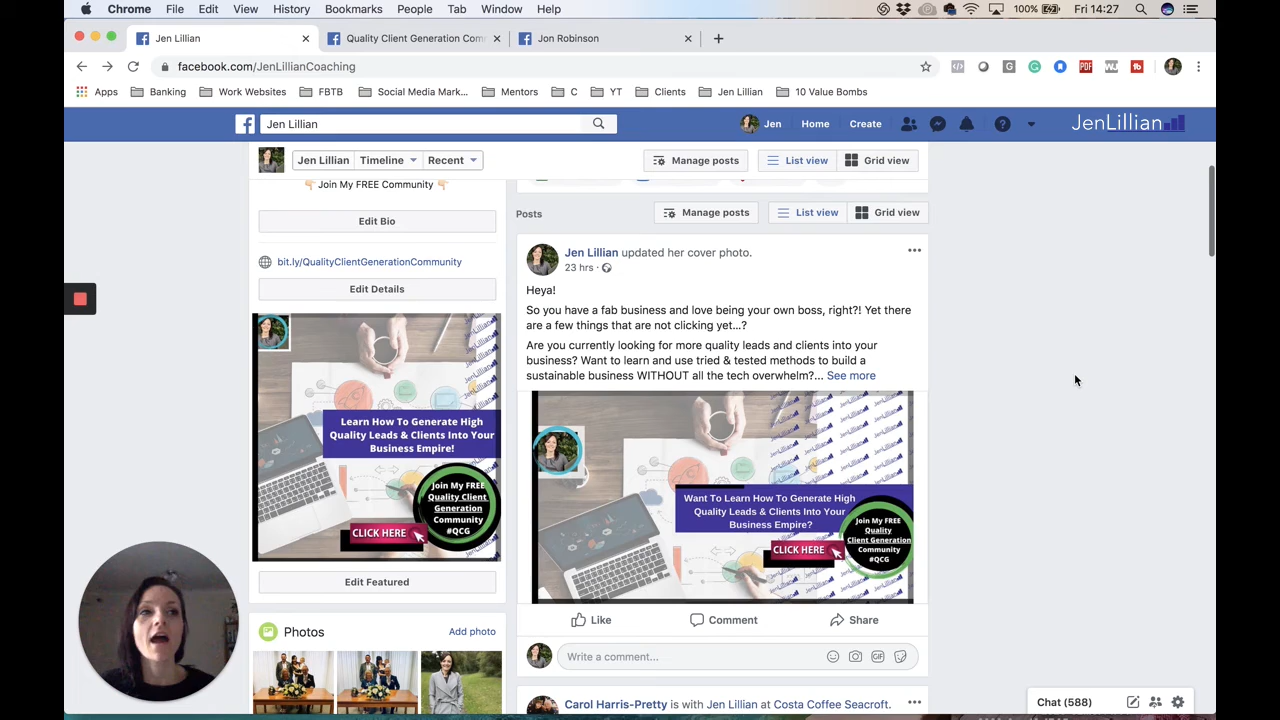 Chrome File Edit View History Bookmarks People Tab Window Help 100% Fri 14:27
Jen Lillian Quality Client Generation Com Jon Robinson
facebook.com/JenLillianCoaching
Apps Banking Work Websites FBTB Social Media Mark... Mentors C YT Clients Jen Lillian 10 Value Bombs
Jen Lillian Jen Home Create JenLillian
Jen Lillian Timeline Recent Manage posts List view Grid view
Join My FREE Community
Edit Bio
bit.ly/QualityClientGenerationCommunity
Edit Details
Learn How To Generate High
Quality Leads & Clients Into Your
Business Empire!
Join My FREE
Quality Client
Generation
Community
#QCG
CLICK HERE
Edit Featured
Photos Add photo
Posts Manage posts List view Grid view
Jen Lillian updated her cover photo.
23 hrs ·
Heya!
So you have a fab business and love being your own boss, right?! Yet there
are a few things that are not clicking yet...?
Are you currently looking for more quality leads and clients into your
business? Want to learn and use tried & tested methods to build a
sustainable business WITHOUT all the tech overwhelm?... See more
Want To Learn How To Generate High
Quality Leads & Clients Into Your
Business Empire?
Join My FREE
Quality
Client Generation
Community
#QCG
CLICK HERE
Like Comment Share
Write a comment...
GIF
Carol Harris-Pretty is with Jen Lillian at Costa Coffee Seacroft.
Chat (588)